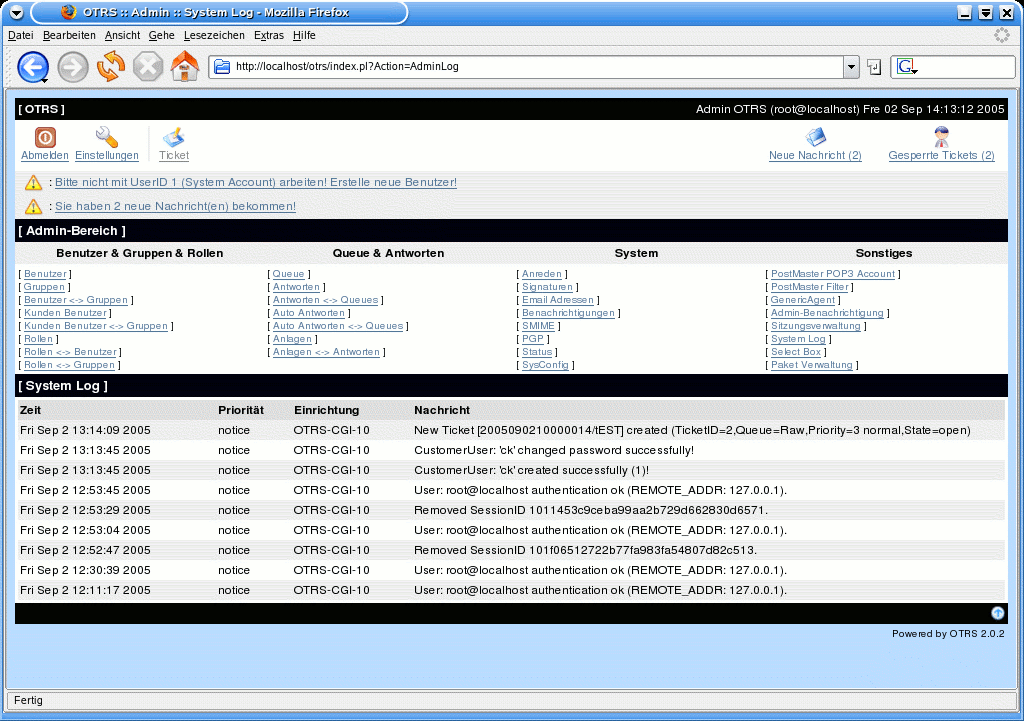 OTRS :: Admin :: System Log - Mozilla Firefox
Datei Bearbeiten Ansicht Gehe Lesezeichen Extras Hilfe
http://localhost/otrs/index.pl?Action=AdminLog
G
[ OTRS ] Admin OTRS (root@localhost) Fre 02 Sep 14:13:12 2005
Abmelden Einstellungen Ticket Neue Nachricht (2) Gesperrte Tickets (2)
: Bitte nicht mit UserID 1 (System Account) arbeiten! Erstelle neue Benutzer!
: Sie haben 2 neue Nachricht(en) bekommen!
[ Admin-Bereich ]
Benutzer & Gruppen & Rollen Queue & Antworten System Sonstiges
[ Benutzer ] [ Queue ] [ Anreden ] [ PostMaster POP3 Account ]
[ Gruppen ] [ Antworten ] [ Signaturen ] [ PostMaster Filter ]
[ Benutzer <-> Gruppen ] [ Antworten <-> Queues ] [ Email Adressen ] [ GenericAgent ]
[ Kunden Benutzer ] [ Auto Antworten ] [ Benachrichtigungen ] [ Admin-Benachrichtigung ]
[ Kunden Benutzer <-> Gruppen ] [ Auto Antworten <-> Queues ] [ SMIME ] [ Sitzungsverwaltung ]
[ Rollen ] [ Anlagen ] [ PGP ] [ System Log ]
[ Rollen <-> Benutzer ] [ Anlagen <-> Antworten ] [ Status ] [ Select Box ]
[ Rollen <-> Gruppen ] [ SysConfig ] [ Paket Verwaltung ]
[ System Log ]
Zeit Priorität Einrichtung Nachricht
Fri Sep 2 13:14:09 2005 notice OTRS-CGI-10 New Ticket [2005090210000014/tEST] created (TicketID=2,Queue=Raw,Priority=3 normal,State=open)
Fri Sep 2 13:13:45 2005 notice OTRS-CGI-10 CustomerUser: 'ck' changed password successfully!
Fri Sep 2 13:13:45 2005 notice OTRS-CGI-10 CustomerUser: 'ck' created successfully (1)!
Fri Sep 2 12:53:45 2005 notice OTRS-CGI-10 User: root@localhost authentication ok (REMOTE_ADDR: 127.0.0.1).
Fri Sep 2 12:53:29 2005 notice OTRS-CGI-10 Removed SessionID 1011453c9ceba99aa2b729d662830d6571.
Fri Sep 2 12:53:04 2005 notice OTRS-CGI-10 User: root@localhost authentication ok (REMOTE_ADDR: 127.0.0.1).
Fri Sep 2 12:52:47 2005 notice OTRS-CGI-10 Removed SessionID 101f06512722b77fa983fa54807d82c513.
Fri Sep 2 12:30:39 2005 notice OTRS-CGI-10 User: root@localhost authentication ok (REMOTE_ADDR: 127.0.0.1).
Fri Sep 2 12:11:17 2005 notice OTRS-CGI-10 User: root@localhost authentication ok (REMOTE_ADDR: 127.0.0.1).
Powered by OTRS 2.0.2
Fertig